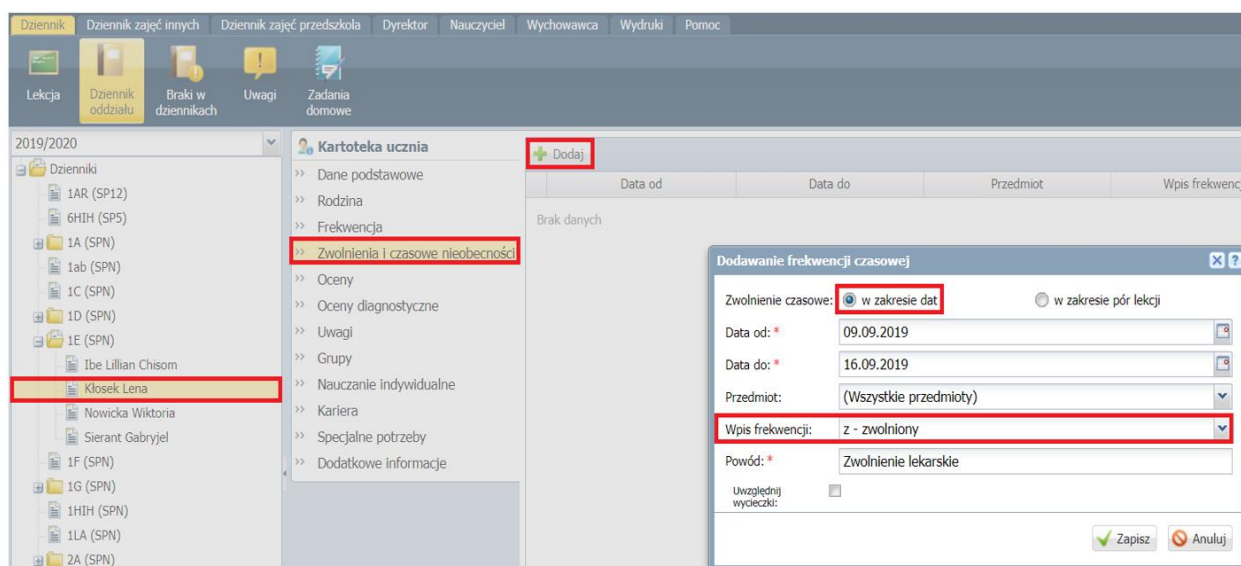 Dziennik Dziennik zajęć innych Dziennik zajęć przedszkola Dyrektor Nauczyciel Wychowawca Wydruki Pomoc
Lekcja Dziennik oddziału Braki w dziennikach Uwagi Zadania domowe
2019/2020
Dzienniki
1AR (SP12)
6HIH (SP5)
1A (SPN)
1ab (SPN)
1C (SPN)
1D (SPN)
1E (SPN)
Ibe Lillian Chisom
Kłosek Lena
Nowicka Wiktoria
Sierant Gabryjel
1F (SPN)
1G (SPN)
1HIH (SPN)
1LA (SPN)
2A (SPN)
Kartoteka ucznia
Dane podstawowe
Rodzina
Frekwencja
Zwolnienia i czasowe nieobecności
Oceny
Oceny diagnostyczne
Uwagi
Grupy
Nauczanie indywidualne
Kariera
Specjalne potrzeby
Dodatkowe informacje
Dodaj
Data od Data do Przedmiot Wpis frekwenc
Brak danych
Dodawanie frekwencji czasowej
Zwolnienie czasowe: w zakresie dat w zakresie pór lekcji
Data od: * 09.09.2019
Data do: * 16.09.2019
Przedmiot: (Wszystkie przedmioty)
Wpis frekwencji: z - zwolniony
Powód: * Zwolnienie lekarskie
Uwzględnij
wycieczki:
Zapisz Anuluj